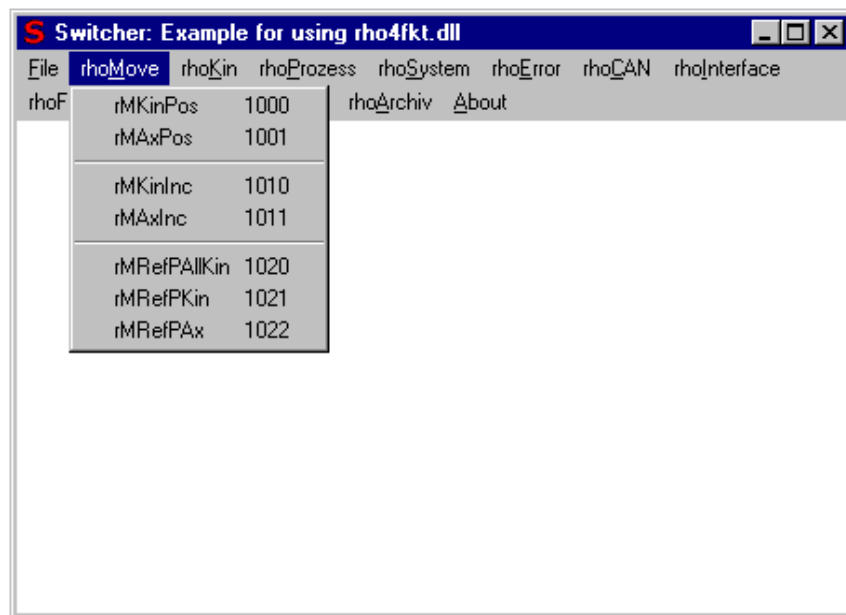 S Switcher: Example for using rho4fkt.dll
File rhoMove rhoKin rhoProzess rhoSystem rhoError rhoCAN rhoInterface
rhoF rhoArchiv About
rMKinPos 1000
rMAxPos 1001
rMKinInc 1010
rMAxInc 1011
rMRefPAllKin 1020
rMRefPKin 1021
rMRefPAx 1022